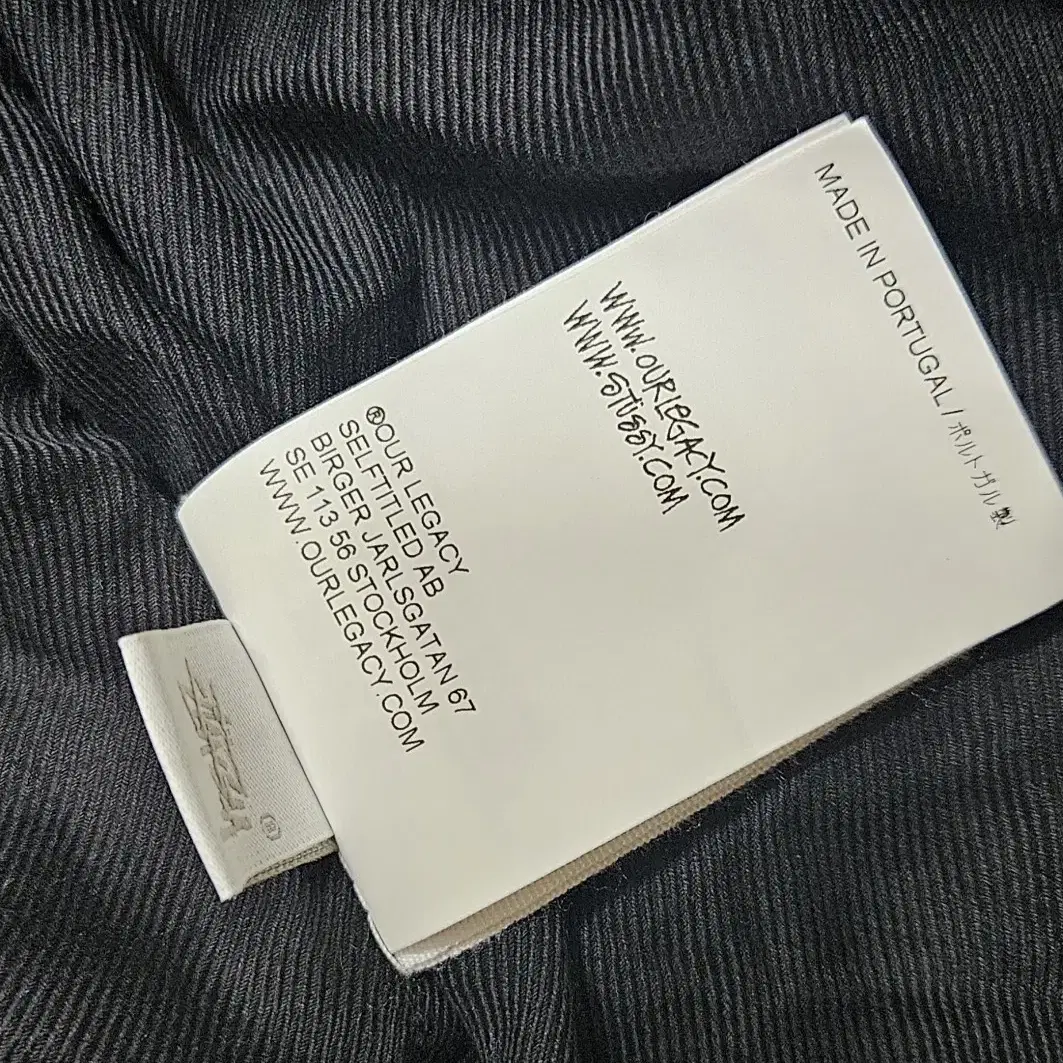 MADE IN PORTUGAL / ポルトガル製
WWW.OURLEGACY.COM
WWW.STÜSSY.COM
®OUR LEGACY
SELFTITLED AB
BIRGER JARLSGATAN 67
SE 113 56 STOCKHOLM
WWW.OURLEGACY.COM